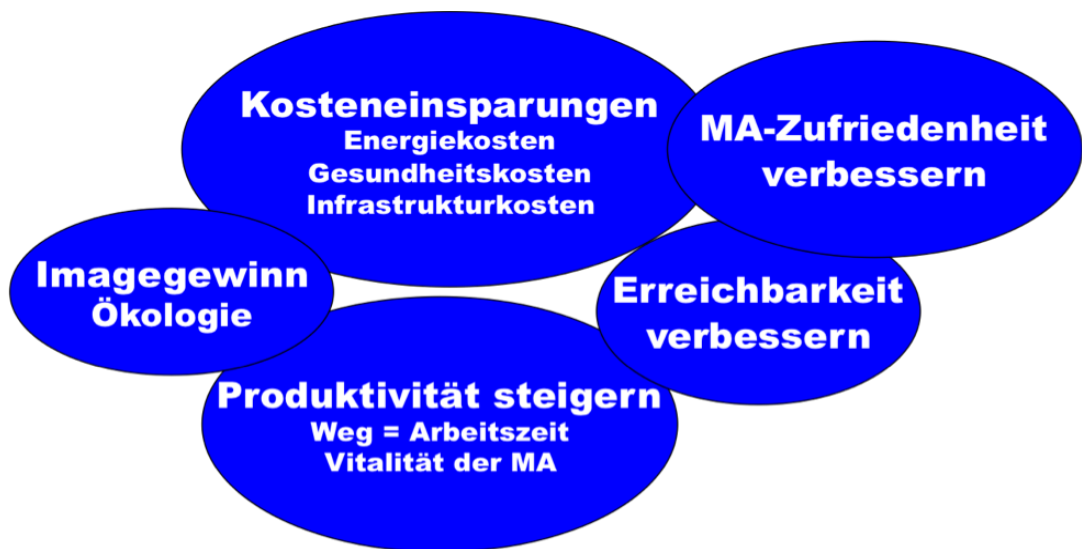 Kosteneinsparungen
Energiekosten
Gesundheitskosten
Infrastrukturkosten
MA-Zufriedenheit
verbessern
Imagegewinn
Ökologie
Erreichbarkeit
verbessern
Produktivität steigern
Weg = Arbeitszeit
Vitalität der MA